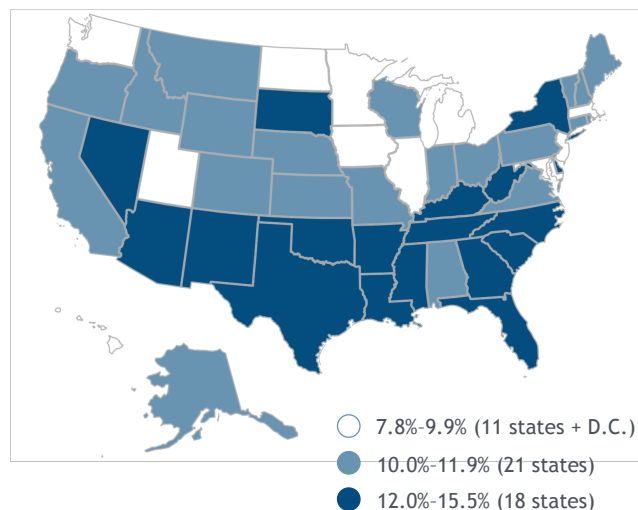 7.8%–9.9% (11 states + D.C.)
10.0%–11.9% (21 states)
12.0%–15.5% (18 states)